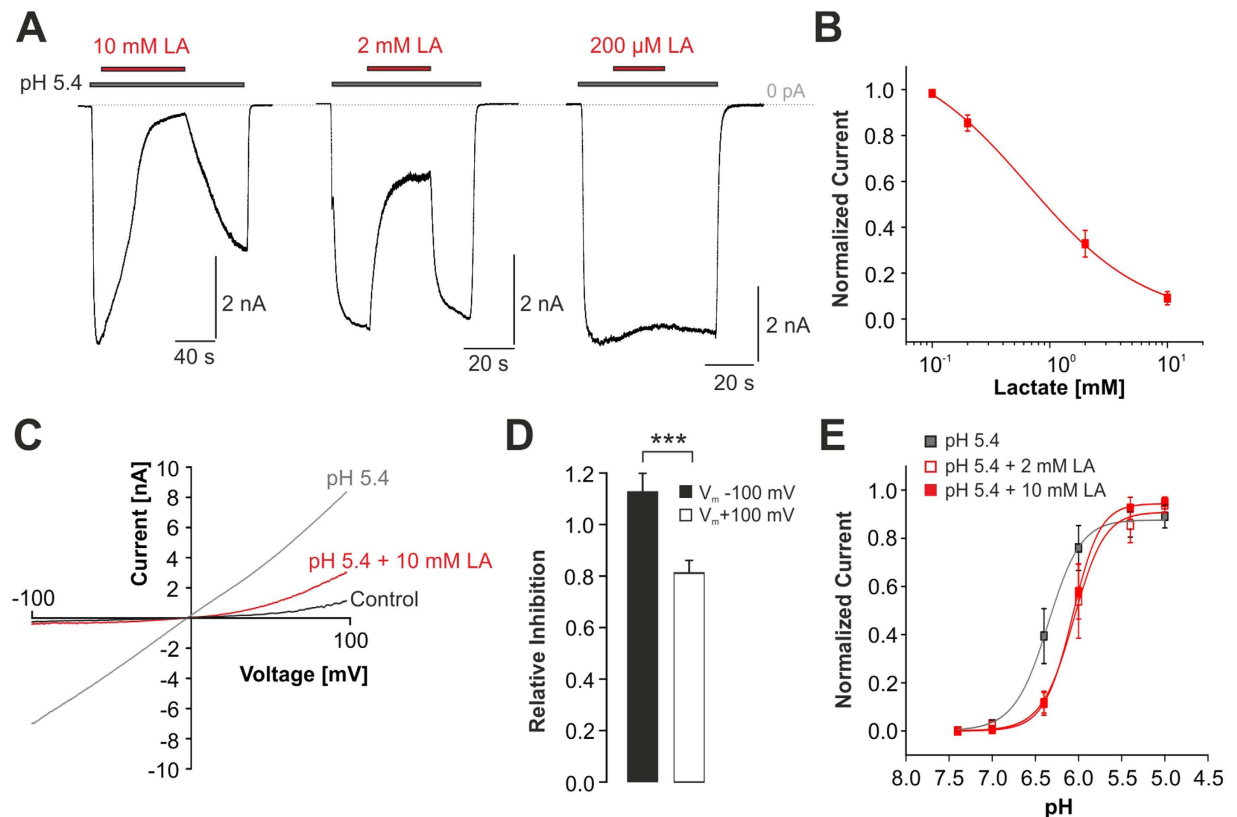 A
10 mM LA
2 mM LA
200 µM LA
pH 5.4
0 pA
2 nA
40 s
2 nA
20 s
2 nA
20 s
B
Normalized Current
1.0
0.8
0.6
0.4
0.2
0.0
10-1
100
101
Lactate [mM]
C
Current [nA]
10
8
6
4
2
-2
-4
-6
-8
-10
-100
100
Voltage [mV]
pH 5.4
pH 5.4 + 10 mM LA
Control
D
Relative Inhibition
1.2
1.0
0.8
0.6
0.4
0.2
0.0
***
Vm -100 mV
Vm+100 mV
E
pH 5.4
pH 5.4 + 2 mM LA
pH 5.4 + 10 mM LA
Normalized Current
1.0
0.8
0.6
0.4
0.2
0.0
8.0 7.5 7.0 6.5 6.0 5.5 5.0 4.5
pH